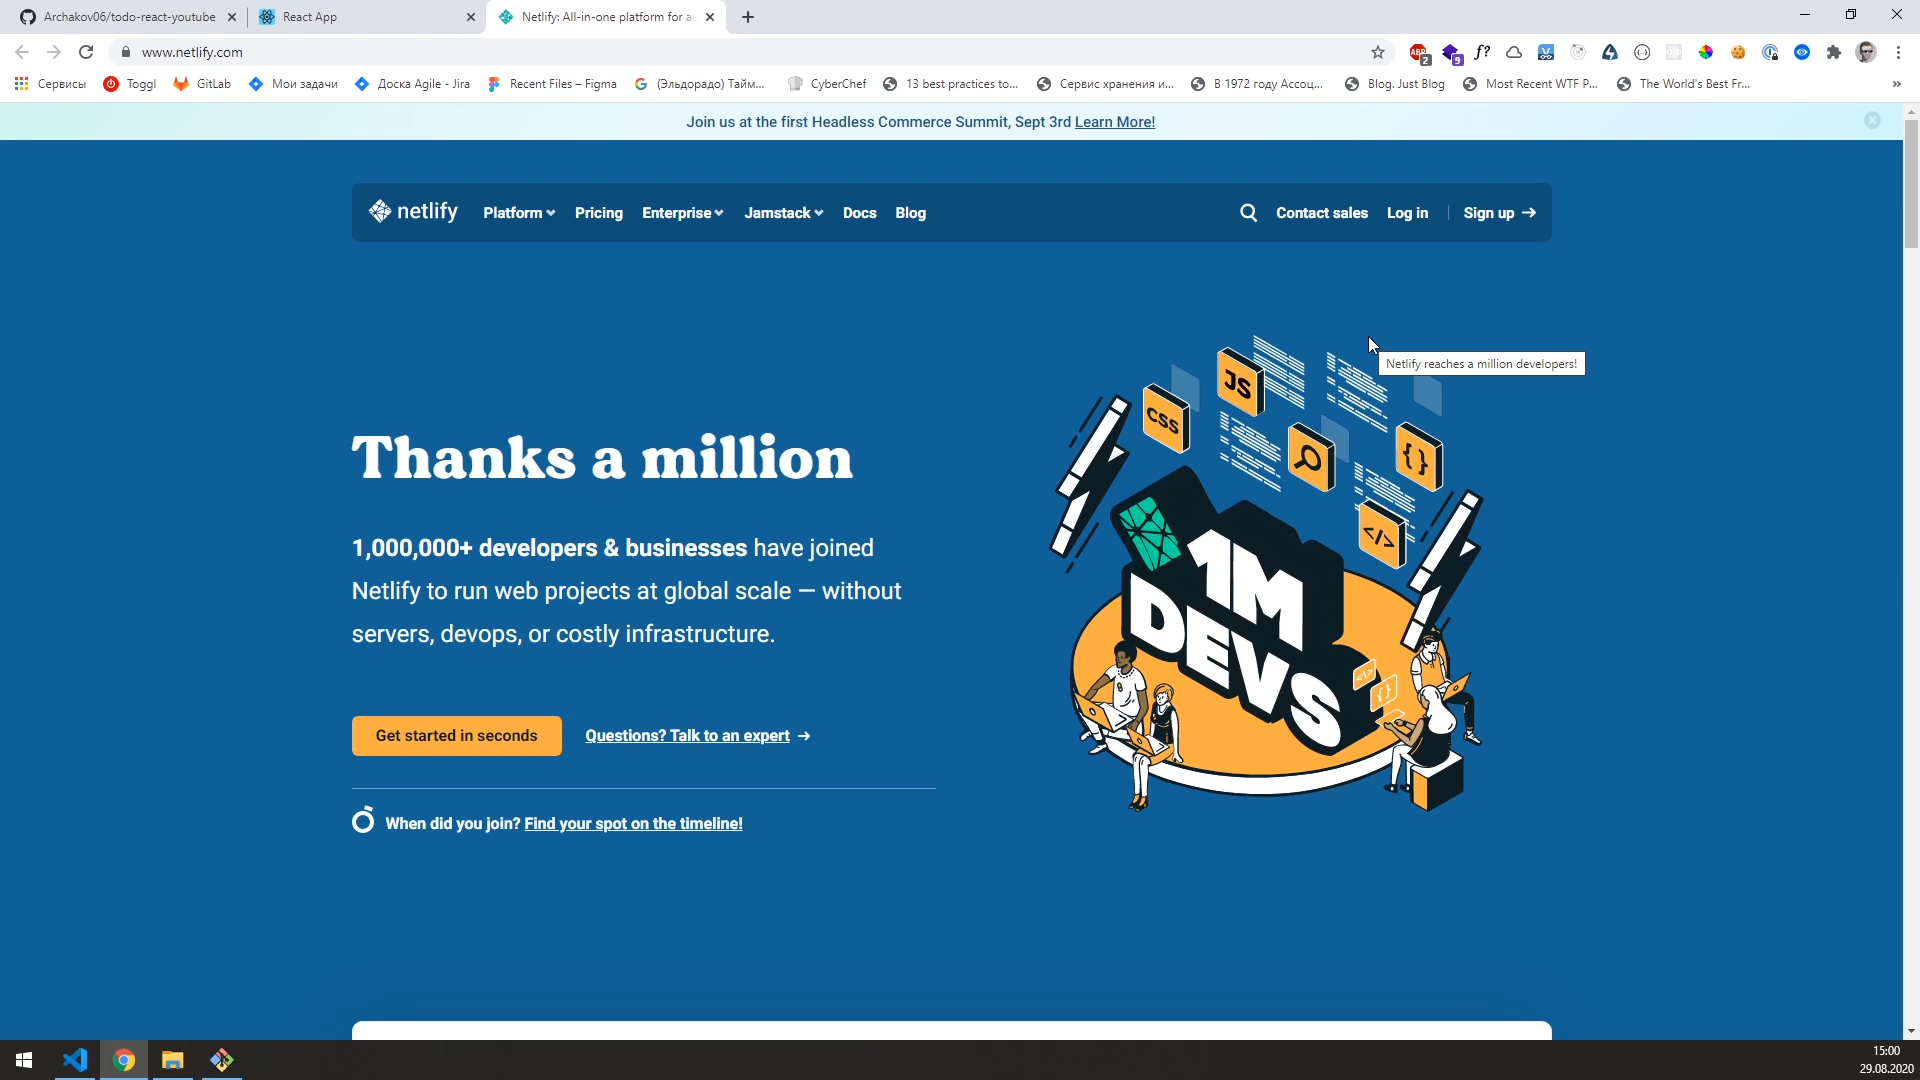 Archakov06/todo-react-youtube
React App
Netlify: All-in-one platform for au
www.netlify.com
ABP
2
9
f?
Сервисы
Toggl
GitLab
Мои задачи
Доска Agile - Jira
Recent Files – Figma
(Эльдорадо) Тайм...
CyberChef
13 best practices to...
Сервис хранения и...
В 1972 году Ассоц...
Blog. Just Blog
Most Recent WTF P...
The World's Best Fr...
»
Join us at the first Headless Commerce Summit, Sept 3rd Learn More!
netlify
Platform
Pricing
Enterprise
Jamstack
Docs
Blog
Contact sales
Log in
Sign up →
Netlify reaches a million developers!
JS
CSS
{}
</>
Thanks a million
1,000,000+ developers & businesses have joined
Netlify to run web projects at global scale — without
servers, devops, or costly infrastructure.
1M
DEVS
</>
{}
Get started in seconds
Questions? Talk to an expert →
When did you join? Find your spot on the timeline!
15:00
29.08.2020